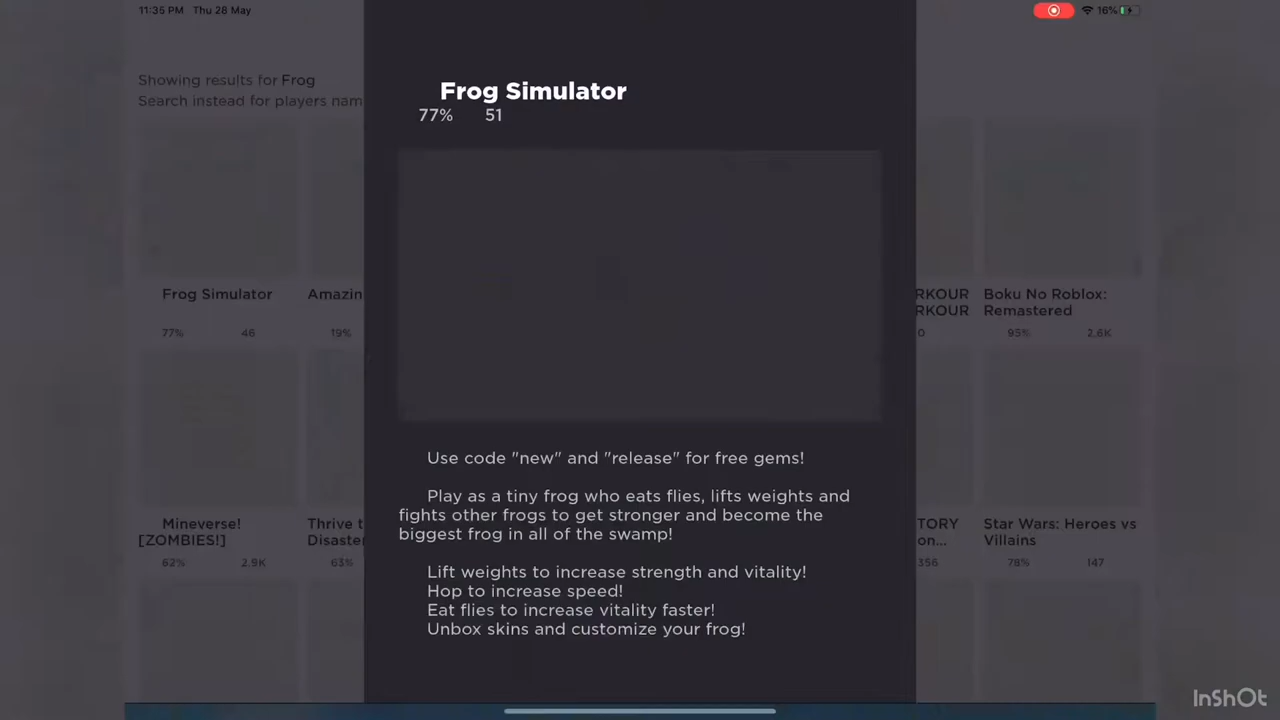 11:35 PM Thu 28 May
16%
Showing results for Frog
Search instead for players nam
Frog Simulator
77% 51
Frog Simulator
77% 46
Amazin
19%
RKOUR
RKOUR
0
Boku No Roblox:
Remastered
95% 2.6K
Use code "new" and "release" for free gems!
Play as a tiny frog who eats flies, lifts weights and
fights other frogs to get stronger and become the
biggest frog in all of the swamp!
Lift weights to increase strength and vitality!
Hop to increase speed!
Eat flies to increase vitality faster!
Unbox skins and customize your frog!
Mineverse!
[ZOMBIES!]
62% 2.9K
Thrive t
Disaste
63%
TORY
on...
356
Star Wars: Heroes vs
Villains
78% 147
InShOt